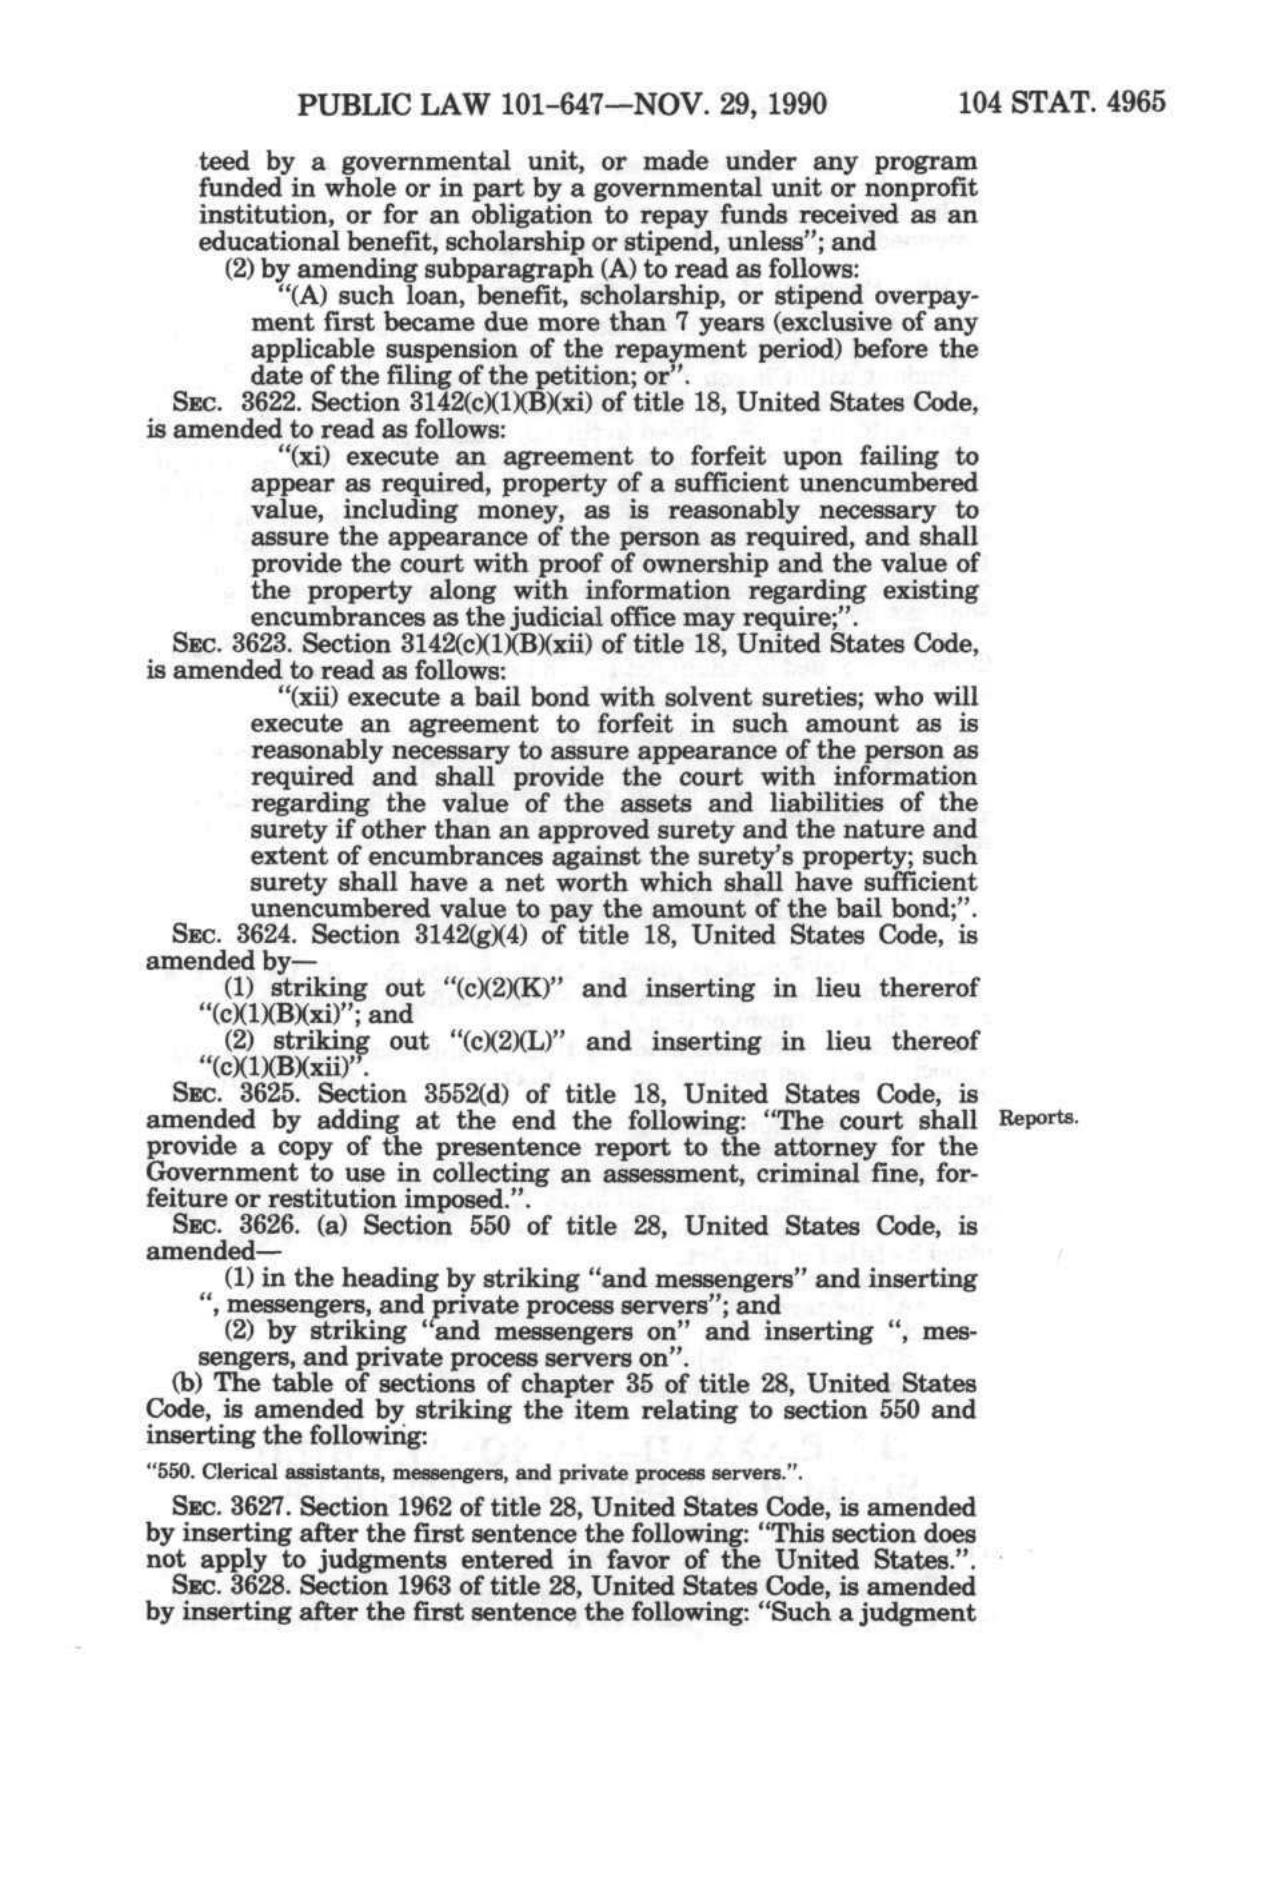 PUBLIC LAW 101-647—NOV. 29, 1990 104 STAT. 4965
teed by a governmental unit, or made under any program
funded in whole or in part by a governmental unit or nonprofit
institution, or for an obligation to repay funds received as an
educational benefit, scholarship or stipend, unless”; and
(2) by amending subparagraph (A) to read as follows:
“(A) such loan, benefit, scholarship, or stipend overpay-
ment first became due more than 7 years (exclusive of any
applicable suspension of the repayment period) before the
date of the filing of the petition; or”.
SEC. 3622. Section 3142(c)(1)(B)(xi) of title 18, United States Code,
is amended to read as follows:
“(xi) execute an agreement to forfeit upon failing to
appear as required, property of a sufficient unencumbered
value, including money, as is reasonably necessary to
assure the appearance of the person as required, and shall
provide the court with proof of ownership and the value of
the property along with information regarding existing
encumbrances as the judicial office may require;”.
SEC. 3623. Section 3142(c)(1)(B)(xii) of title 18, United States Code,
is amended to read as follows:
“(xii) execute a bail bond with solvent sureties; who will
execute an agreement to forfeit in such amount as is
reasonably necessary to assure appearance of the person as
required and shall provide the court with information
regarding the value of the assets and liabilities of the
surety if other than an approved surety and the nature and
extent of encumbrances against the surety’s property; such
surety shall have a net worth which shall have sufficient
unencumbered value to pay the amount of the bail bond;”.
SEC. 3624. Section 3142(g)(4) of title 18, United States Code, is
amended by—
(1) striking out “(c)(2)(K)” and inserting in lieu thererof
“(c)(1)(B)(xi)”; and
(2) striking out “(c)(2)(L)” and inserting in lieu thereof
“(c)(1)(B)(xii)”.
SEC. 3625. Section 3552(d) of title 18, United States Code, is
amended by adding at the end the following: “The court shall Reports.
provide a copy of the presentence report to the attorney for the
Government to use in collecting an assessment, criminal fine, for-
feiture or restitution imposed.”.
SEC. 3626. (a) Section 550 of title 28, United States Code, is
amended—
(1) in the heading by striking “and messengers” and inserting
“, messengers, and private process servers”; and
(2) by striking “and messengers on” and inserting “, mes-
sengers, and private process servers on”.
(b) The table of sections of chapter 35 of title 28, United States
Code, is amended by striking the item relating to section 550 and
inserting the following:
“550. Clerical assistants, messengers, and private process servers.”.
SEC. 3627. Section 1962 of title 28, United States Code, is amended
by inserting after the first sentence the following: “This section does
not apply to judgments entered in favor of the United States.”.
SEC. 3628. Section 1963 of title 28, United States Code, is amended
by inserting after the first sentence the following: “Such a judgment